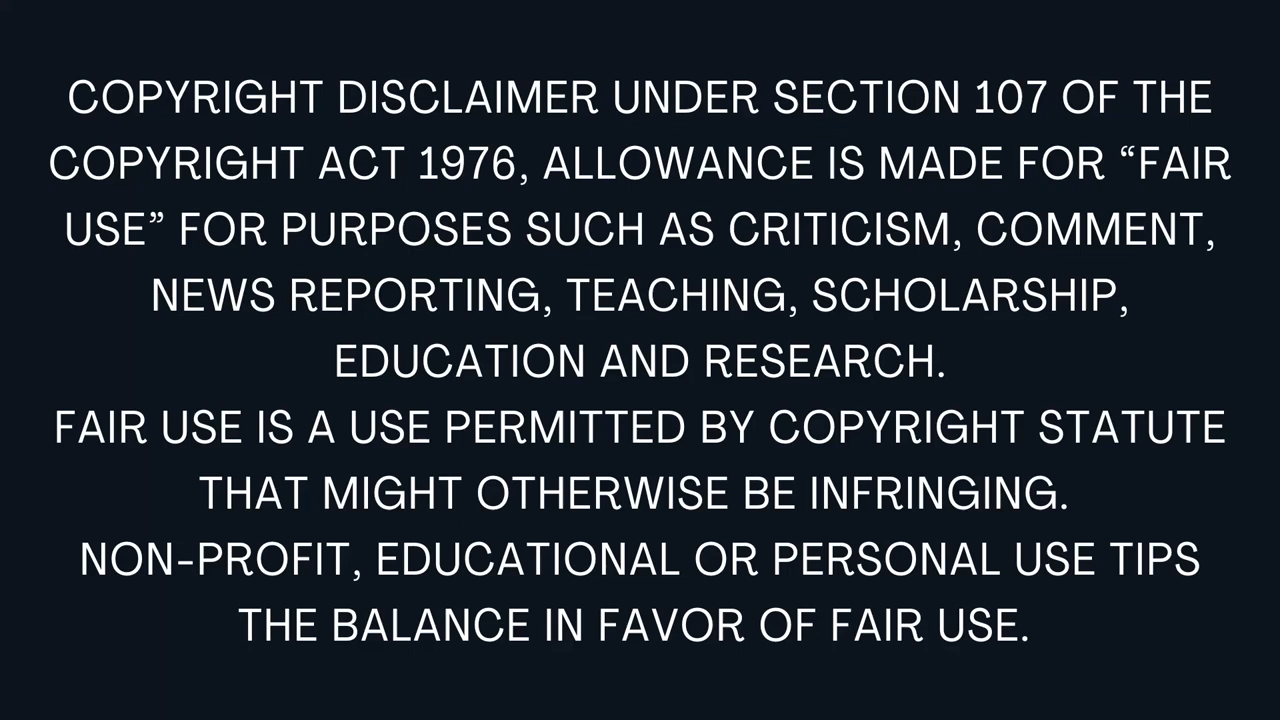 COPYRIGHT DISCLAIMER UNDER SECTION 107 OF THE
COPYRIGHT ACT 1976, ALLOWANCE IS MADE FOR “FAIR
USE” FOR PURPOSES SUCH AS CRITICISM, COMMENT,
NEWS REPORTING, TEACHING, SCHOLARSHIP,
EDUCATION AND RESEARCH.
FAIR USE IS A USE PERMITTED BY COPYRIGHT STATUTE
THAT MIGHT OTHERWISE BE INFRINGING.
NON-PROFIT, EDUCATIONAL OR PERSONAL USE TIPS
THE BALANCE IN FAVOR OF FAIR USE.